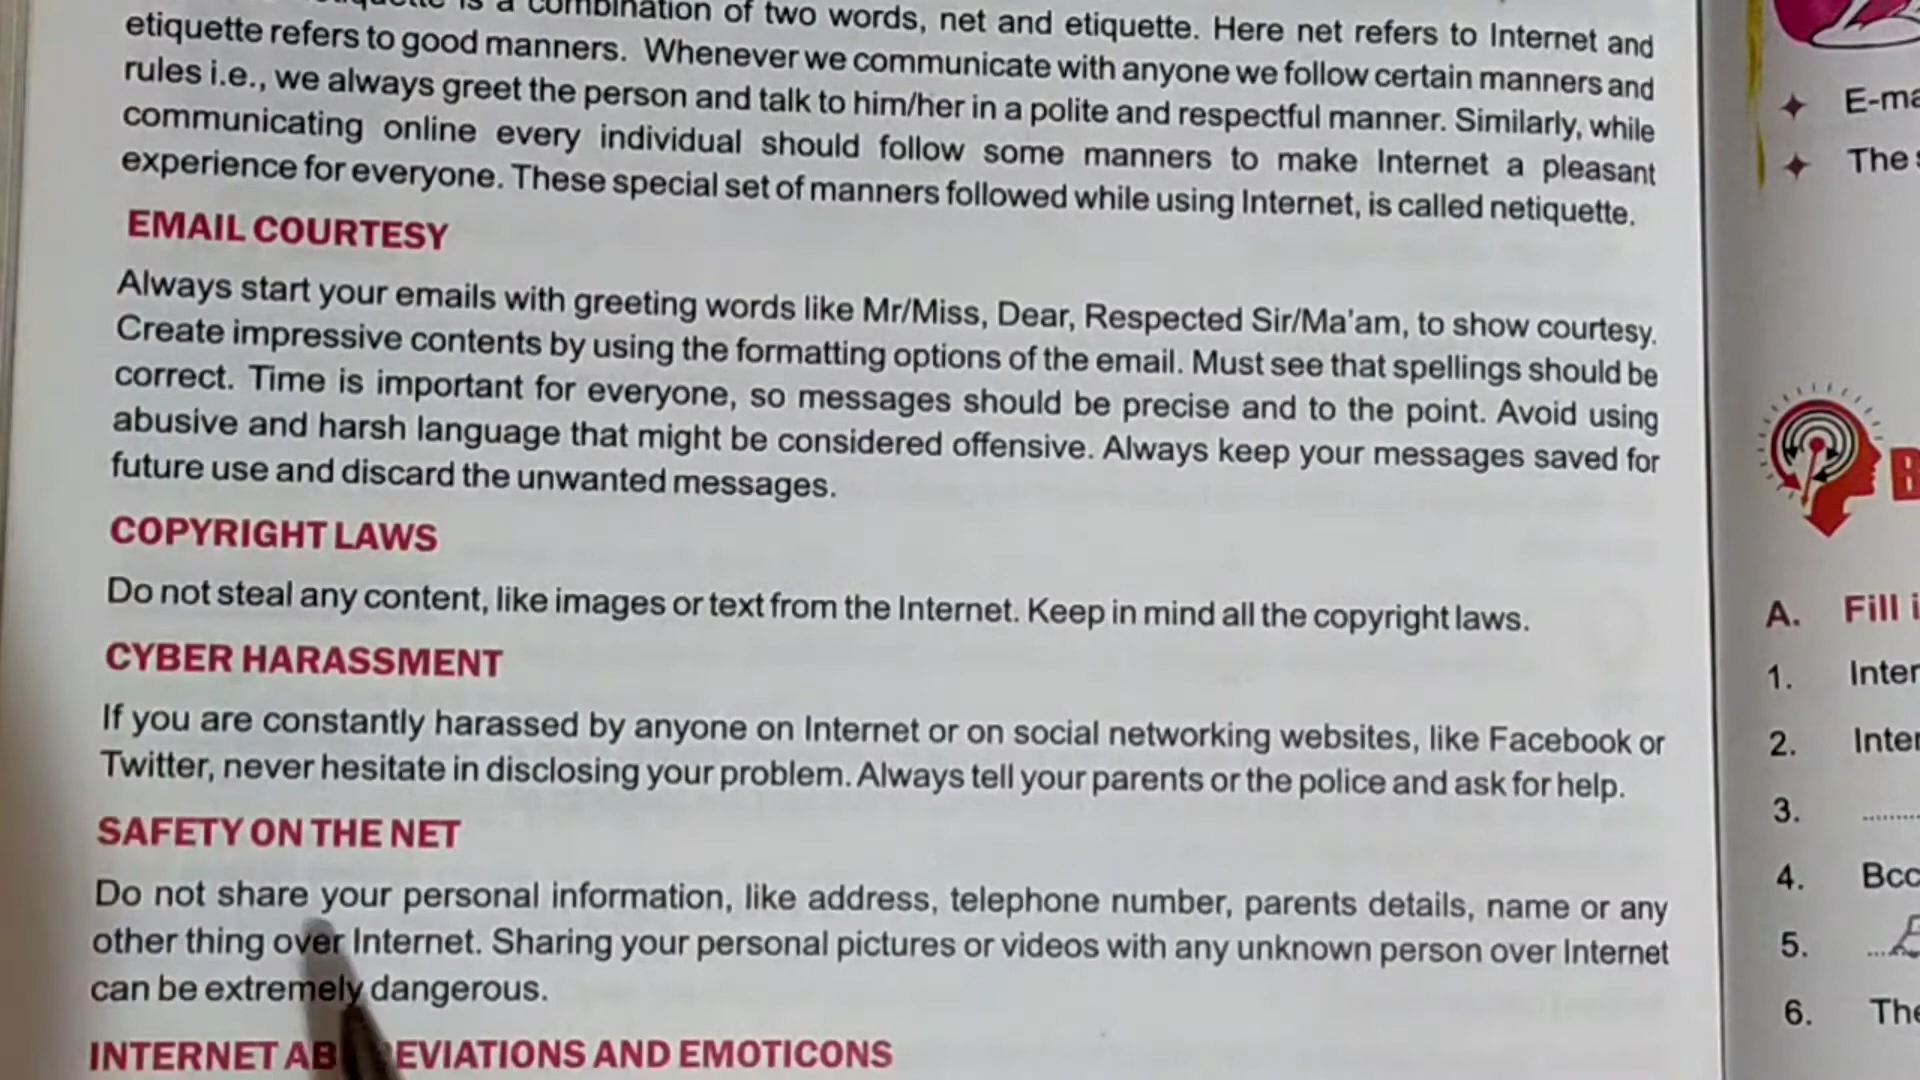 is a combination of two words, net and etiquette. Here net refers to Internet and
etiquette refers to good manners. Whenever we communicate with anyone we follow certain manners and
rules i.e., we always greet the person and talk to him/her in a polite and respectful manner. Similarly, while
communicating online every individual should follow some manners to make Internet a pleasant
experience for everyone. These special set of manners followed while using Internet, is called netiquette.
EMAIL COURTESY
Always start your emails with greeting words like Mr/Miss, Dear, Respected Sir/Ma'am, to show courtesy.
Create impressive contents by using the formatting options of the email. Must see that spellings should be
correct. Time is important for everyone, so messages should be precise and to the point. Avoid using
abusive and harsh language that might be considered offensive. Always keep your messages saved for
future use and discard the unwanted messages.
COPYRIGHT LAWS
Do not steal any content, like images or text from the Internet. Keep in mind all the copyright laws.
CYBER HARASSMENT
If you are constantly harassed by anyone on Internet or on social networking websites, like Facebook or
Twitter, never hesitate in disclosing your problem. Always tell your parents or the police and ask for help.
SAFETY ON THE NET
Do not share your personal information, like address, telephone number, parents details, name or any
other thing over Internet. Sharing your personal pictures or videos with any unknown person over Internet
can be extremely dangerous.
INTERNET AB EVIATIONS AND EMOTICONS
E-ma
The
B
A. Fill i
1. Inter
2. Inter
3. ........
4. Bcc
5. ...
6. The